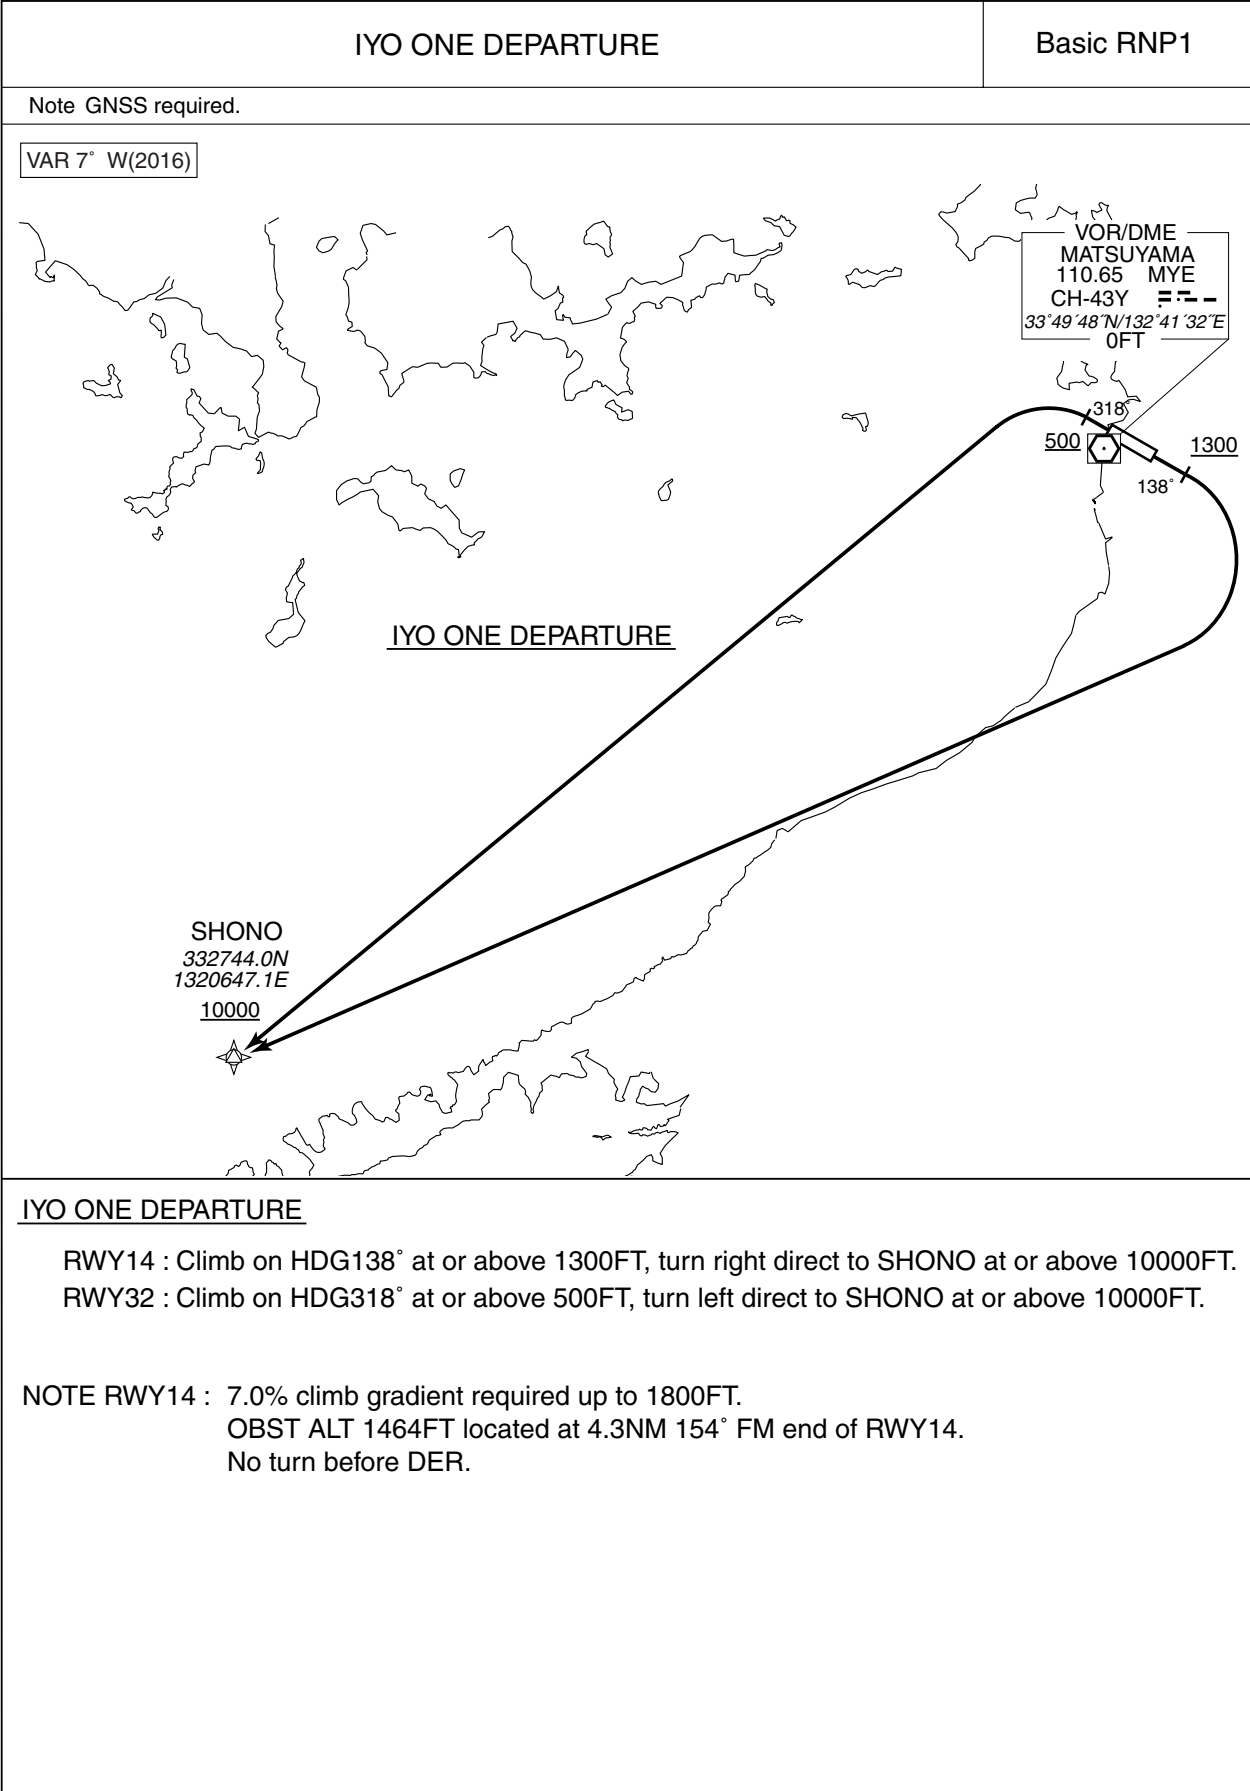 IYO ONE DEPARTURE
Basic RNP1
Note GNSS required.
VAR 7° W(2016)
VOR/DME
MATSUYAMA
110.65 MYE
CH-43Y
33°49´48˝N/132°41´32˝E
0FT
318°
500
1300
138°
IYO ONE DEPARTURE
SHONO
332744.0N
1320647.1E
10000
IYO ONE DEPARTURE
RWY14 : Climb on HDG138° at or above 1300FT, turn right direct to SHONO at or above 10000FT.
RWY32 : Climb on HDG318° at or above 500FT, turn left direct to SHONO at or above 10000FT.
NOTE RWY14 : 7.0% climb gradient required up to 1800FT.
OBST ALT 1464FT located at 4.3NM 154° FM end of RWY14.
No turn before DER.